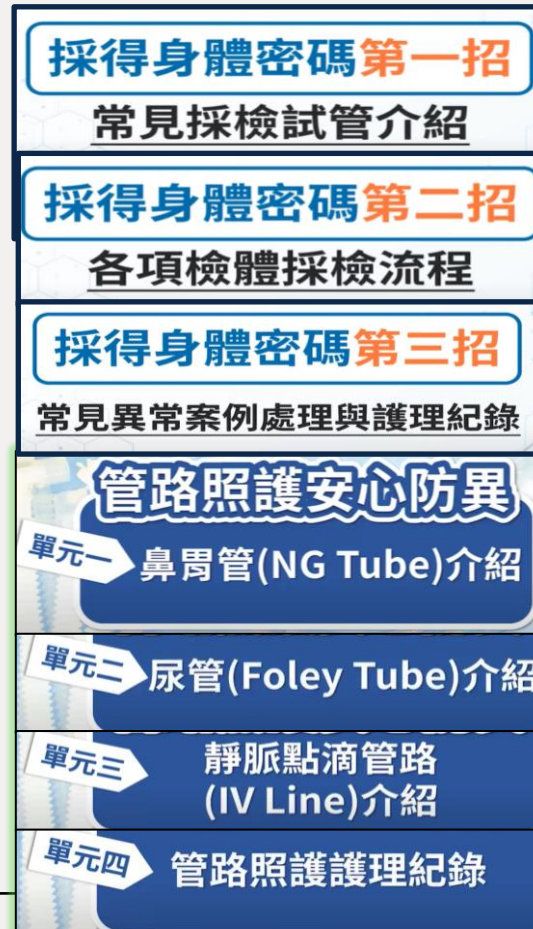 採得身體密碼第一招
常見採檢試管介紹
採得身體密碼第二招
各項檢體採檢流程
採得身體密碼第三招
常見異常案例處理與護理紀錄
管路照護安心防異
單元一
鼻胃管(NG Tube)介紹
單元二
尿管(Foley Tube)介紹
單元三
靜脈點滴管路
(IV Line)介紹
單元四
管路照護護理紀錄